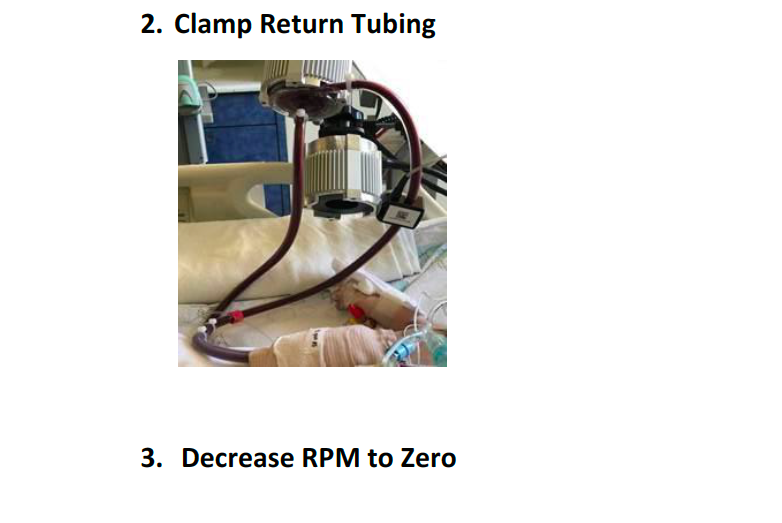 2. Clamp Return Tubing
3. Decrease RPM to Zero